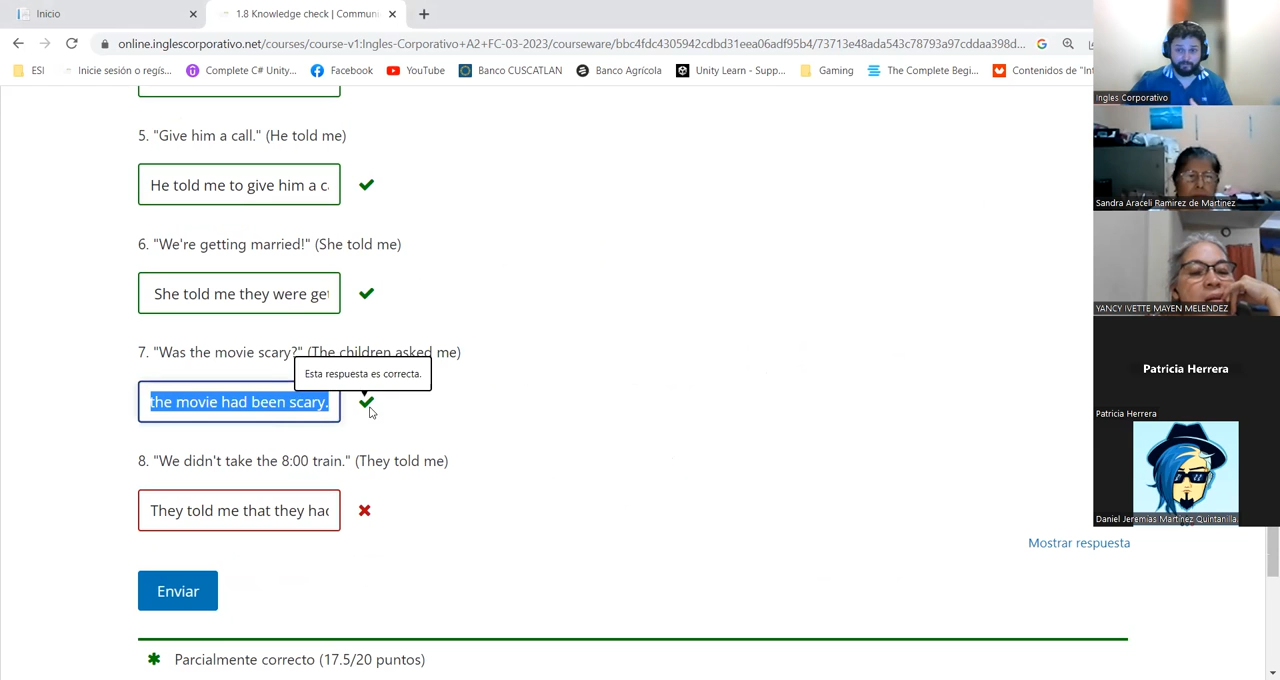 Inicio
1.8 Knowledge check | Communi
online.inglescorporativo.net/courses/course-v1:Ingles-Corporativo+A2+FC-03-2023/courseware/bbc4fdc4305942cdbd31eea06adf95b4/73713e48ada543c78793a97cddaa398d...
ESI
Inicie sesión o regís...
Complete C# Unity...
Facebook
YouTube
Banco CUSCATLAN
Banco Agrícola
Unity Learn - Supp...
Gaming
The Complete Begi...
Contenidos de "Int
Ingles Corporativo
5. "Give him a call." (He told me)
He told me to give him a c
Sandra Araceli Ramirez de Martinez
6. "We're getting married!" (She told me)
She told me they were get
YANCY IVETTE MAYEN MELENDEZ
7. "Was the movie scary?" (The children asked me)
Esta respuesta es correcta.
the movie had been scary.
Patricia Herrera
Patricia Herrera
8. "We didn't take the 8:00 train." (They told me)
They told me that they had
Daniel Jeremias Martinez Quintanilla
Mostrar respuesta
Enviar
Parcialmente correcto (17.5/20 puntos)